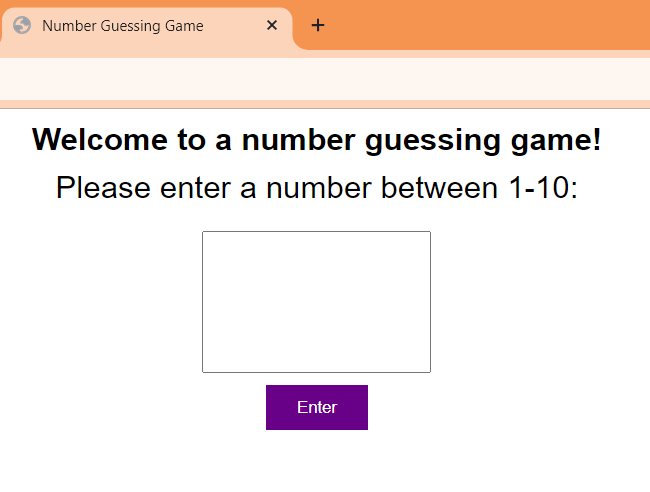 Number Guessing Game
Welcome to a number guessing game!
Please enter a number between 1-10:
Enter